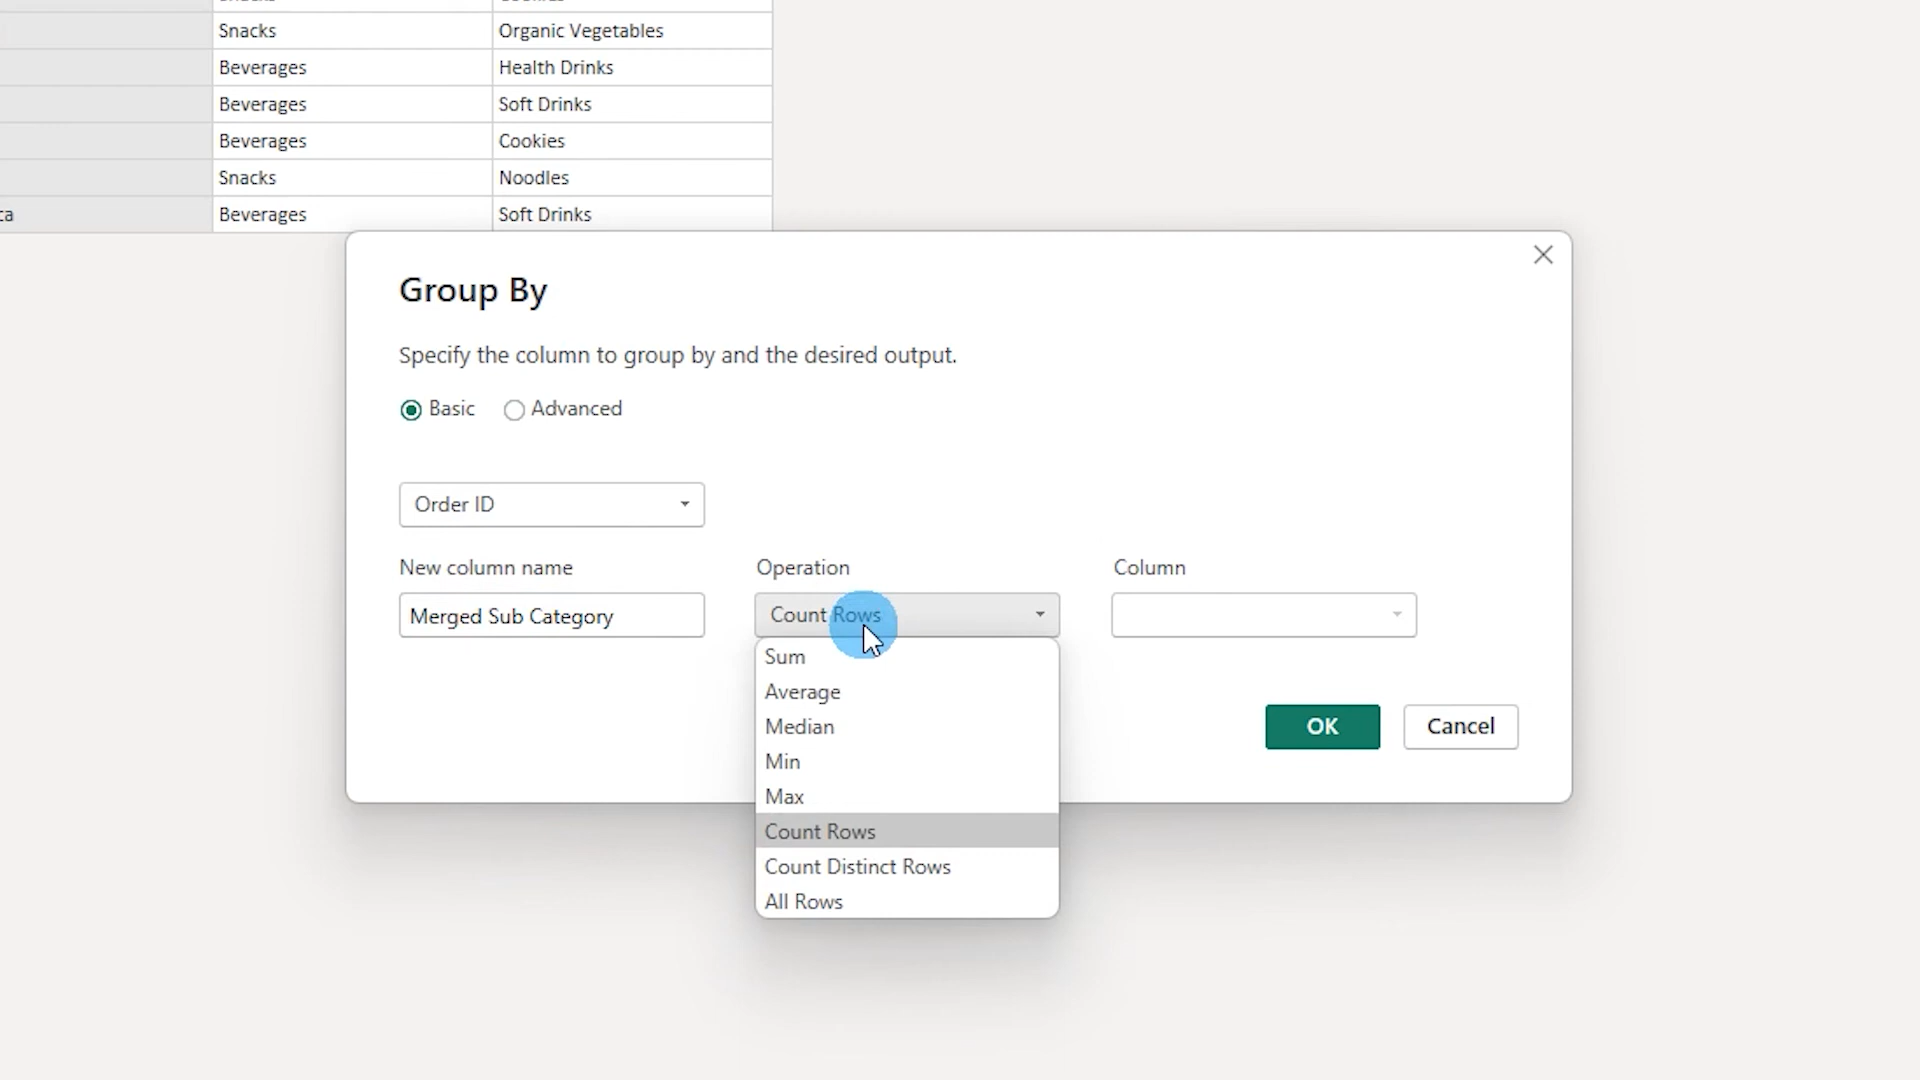 Snacks Organic Vegetables
Beverages Health Drinks
Beverages Soft Drinks
Beverages Cookies
Snacks Noodles
ca Beverages Soft Drinks
Group By
Specify the column to group by and the desired output.
Basic Advanced
Order ID
New column name Operation Column
Merged Sub Category Count Rows
Sum
Average
Median
Min
Max
Count Rows
Count Distinct Rows
All Rows
OK Cancel